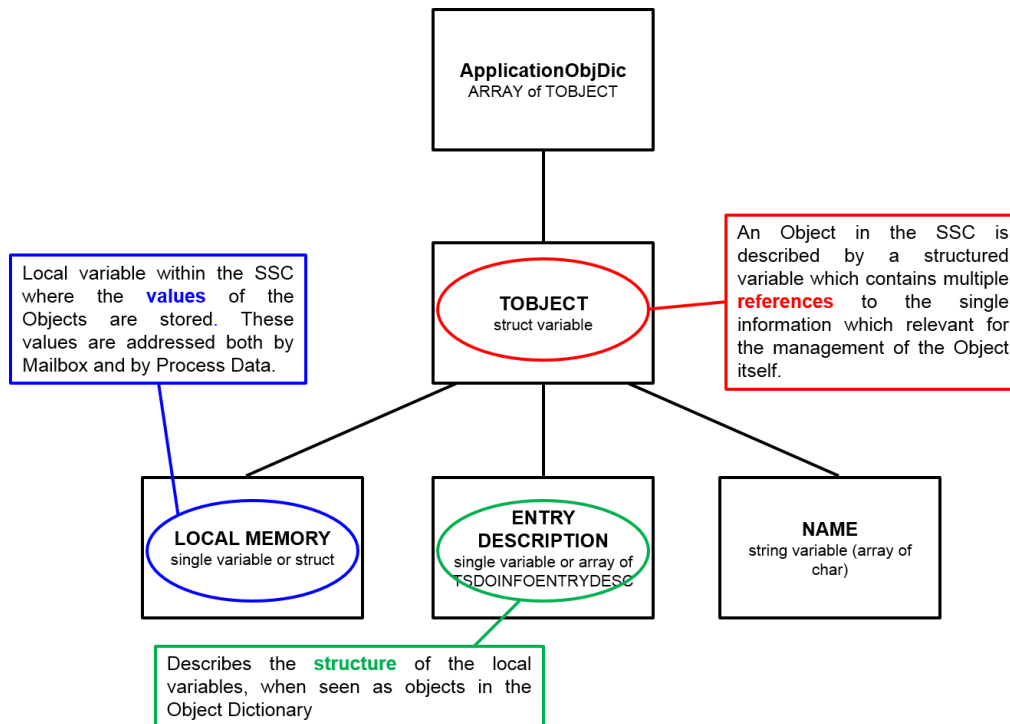 ApplicationObjDic
ARRAY of TOBJECT
An Object in the SSC is
described by a structured
variable which contains multiple
references to the single
information which relevant for
the management of the Object
itself.
Local variable within the SSC
where the values of the
Objects are stored. These
values are addressed both by
Mailbox and by Process Data.
TOBJECT
struct variable
LOCAL MEMORY
single variable or struct
ENTRY
DESCRIPTION
single variable or array of
TSDOINFOENTRYDESC
NAME
string variable (array of
char)
Describes the structure of the local
variables, when seen as objects in the
Object Dictionary